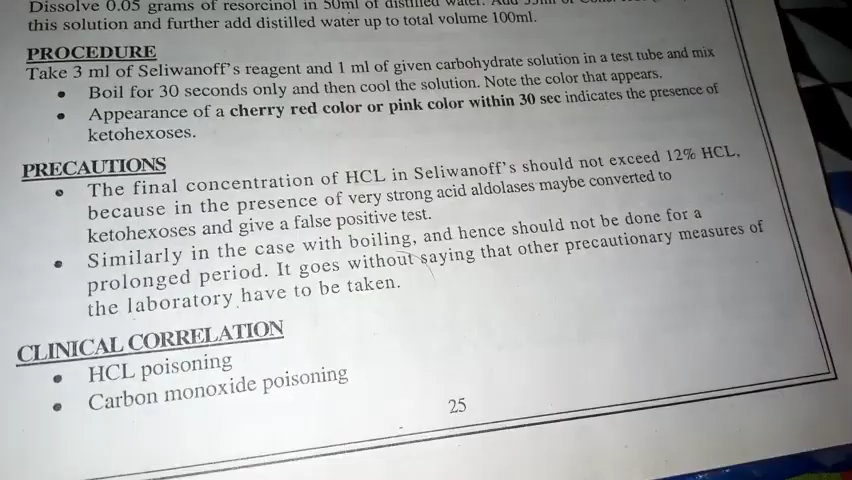 Dissolve 0.05 grams of resorcinol in 50ml of distilled water. Add
this solution and further add distilled water up to total volume 100ml.
PROCEDURE
Take 3 ml of Seliwanoff's reagent and 1 ml of given carbohydrate solution in a test tube and mix
• Boil for 30 seconds only and then cool the solution. Note the color that appears.
• Appearance of a cherry red color or pink color within 30 sec indicates the presence of
ketohexoses.
PRECAUTIONS
• The final concentration of HCL in Seliwanoff's should not exceed 12% HCL,
because in the presence of very strong acid aldolases maybe converted to
ketohexoses and give a false positive test.
• Similarly in the case with boiling, and hence should not be done for a
prolonged period. It goes without saying that other precautionary measures of
the laboratory have to be taken.
CLINICAL CORRELATION
• HCL poisoning
• Carbon monoxide poisoning
25